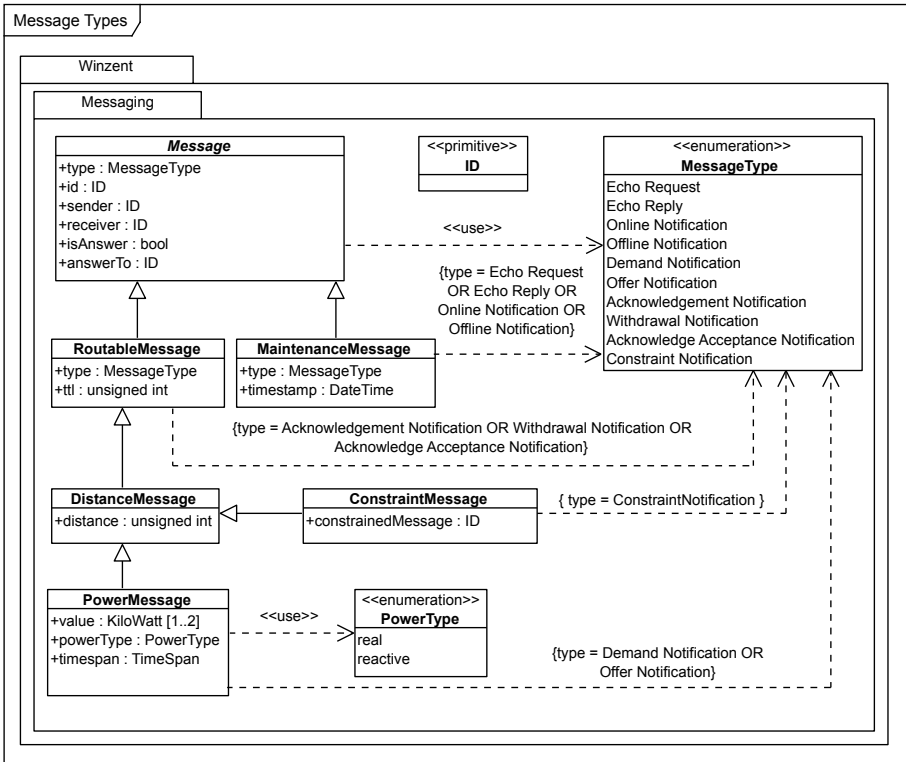 Message Types
Winzent
Messaging
Message
+type : MessageType
+id : ID
+sender : ID
+receiver : ID
+isAnswer : bool
+answerTo : ID
<<primitive>>
ID
<<enumeration>>
MessageType
Echo Request
Echo Reply
Online Notification
Offline Notification
Demand Notification
Offer Notification
Acknowledgement Notification
Withdrawal Notification
Acknowledge Acceptance Notification
Constraint Notification
<<use>>
{type = Echo Request
OR Echo Reply OR
Online Notification OR
Offline Notification}
RoutableMessage
+type : MessageType
+ttl : unsigned int
MaintenanceMessage
+type : MessageType
+timestamp : DateTime
{type = Acknowledgement Notification OR Withdrawal Notification OR
Acknowledge Acceptance Notification}
DistanceMessage
+distance : unsigned int
ConstraintMessage
+constrainedMessage : ID
{ type = ConstraintNotification }
PowerMessage
+value : KiloWatt [1..2]
+powerType : PowerType
+timespan : TimeSpan
<<use>>
<<enumeration>>
PowerType
real
reactive
{type = Demand Notification OR
Offer Notification}